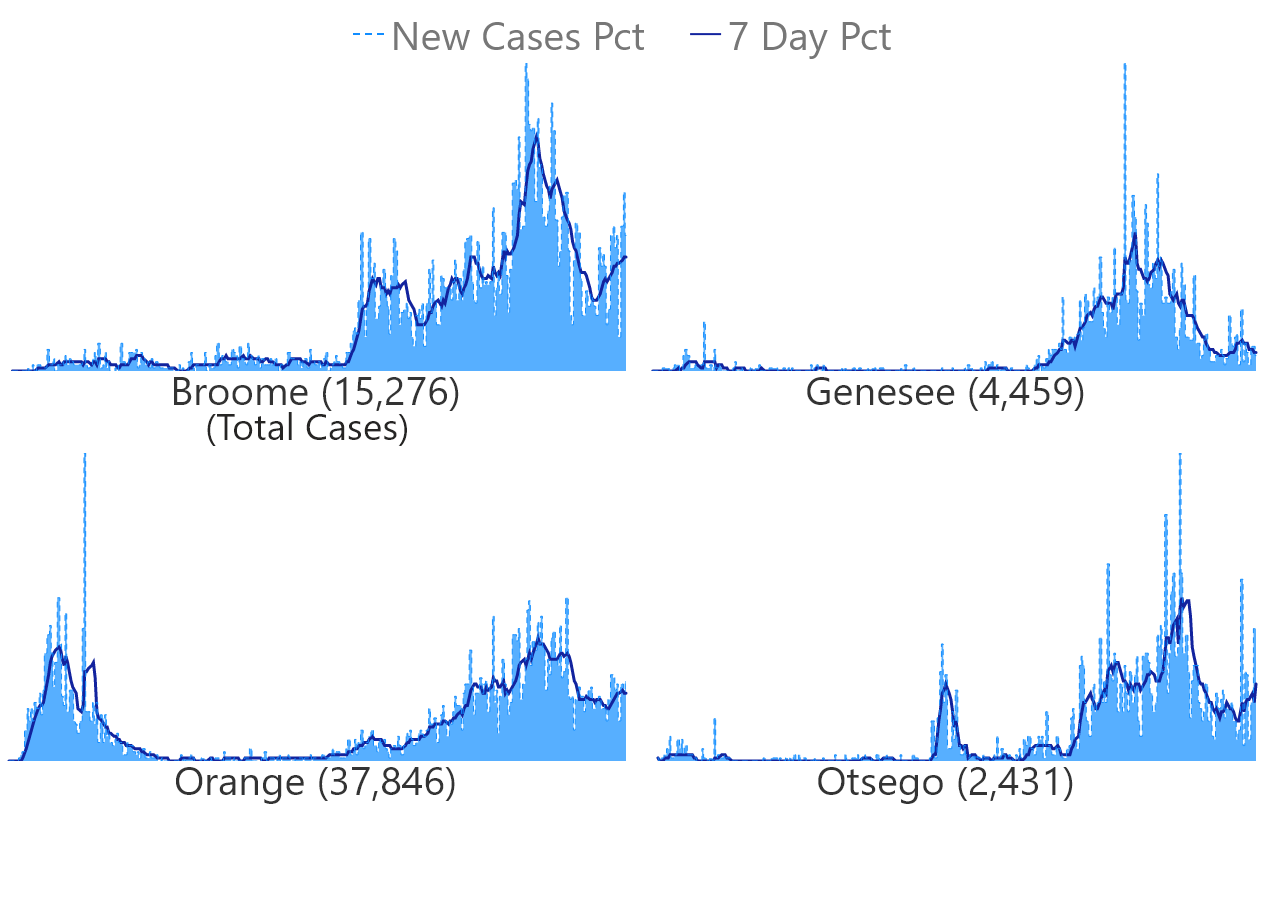 New Cases Pct 7 Day Pct
Broome (15,276)
(Total Cases)
Genesee (4,459)
Orange (37,846)
Otsego (2,431)